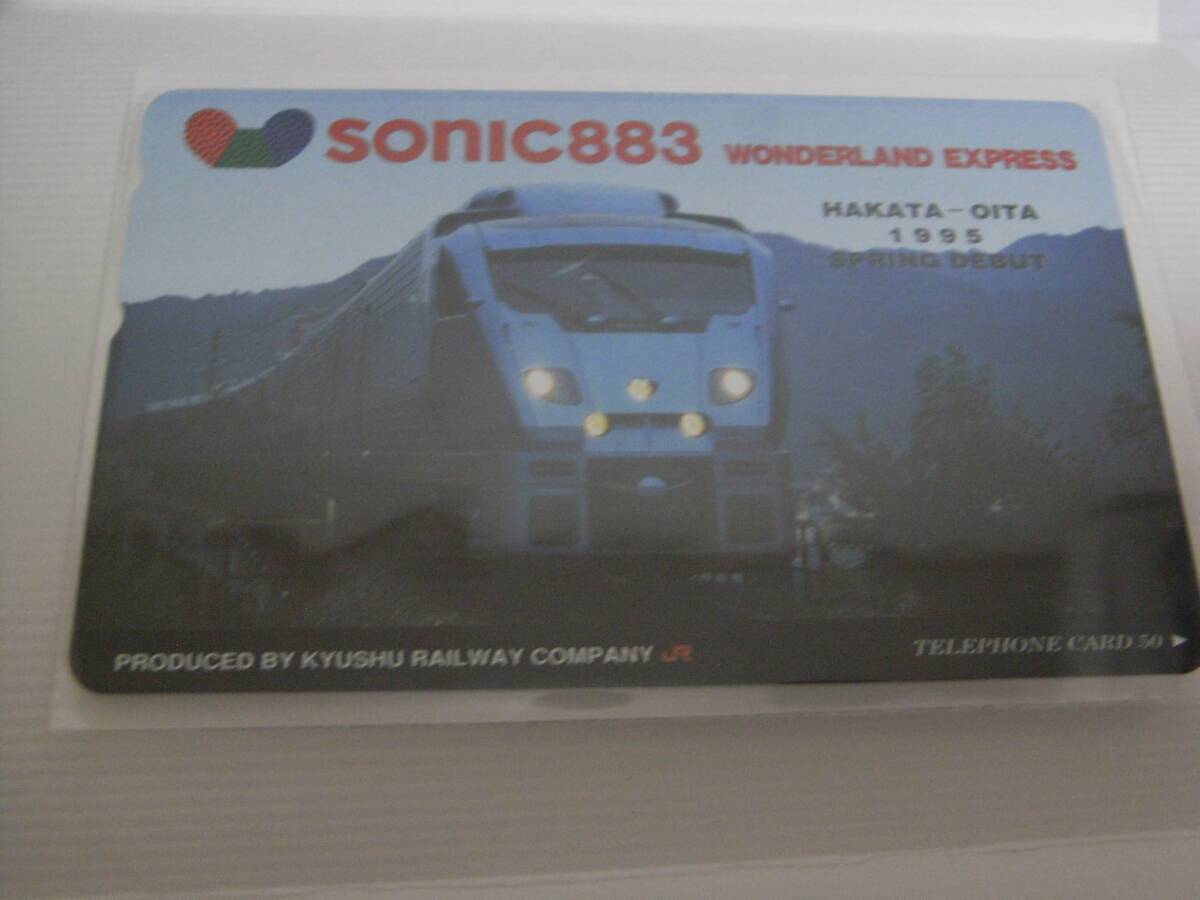 SONIC883 WONDERLAND EXPRESS
HAKATA-OITA
1995
SPRING DEBUT
PRODUCED BY KYUSHU RAILWAY COMPANY JR
TELEPHONE CARD 50 ▶